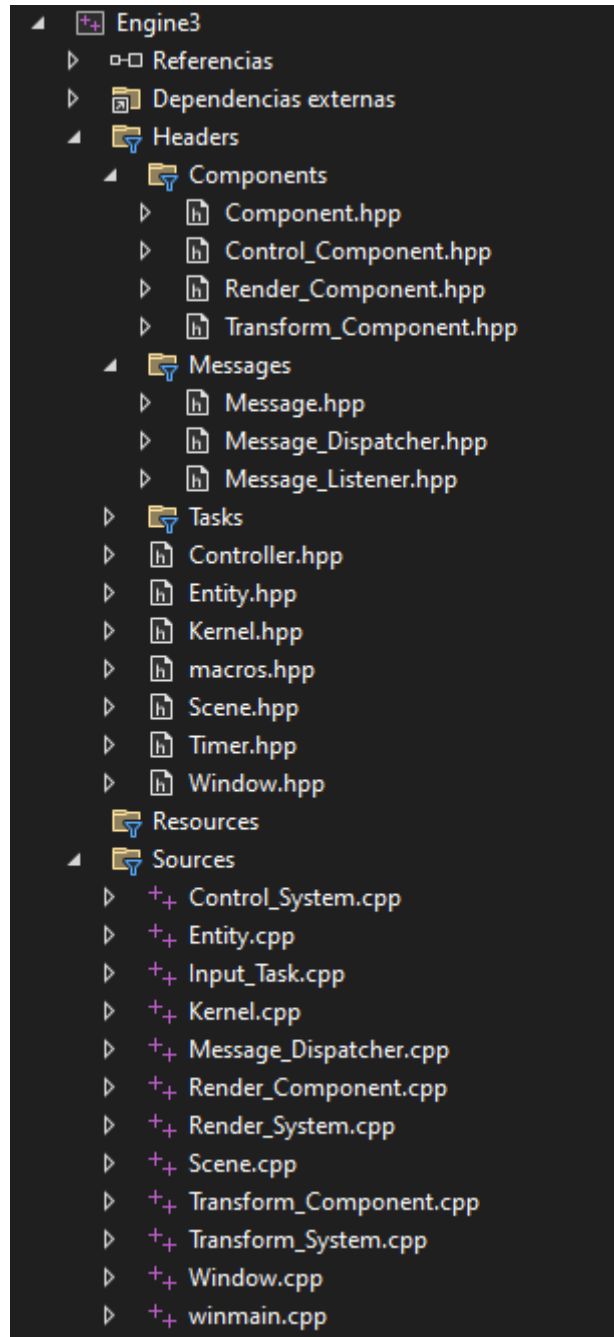 Engine3
Referencias
Dependencias externas
Headers
Components
Component.hpp
Control_Component.hpp
Render_Component.hpp
Transform_Component.hpp
Messages
Message.hpp
Message_Dispatcher.hpp
Message_Listener.hpp
Tasks
Controller.hpp
Entity.hpp
Kernel.hpp
macros.hpp
Scene.hpp
Timer.hpp
Window.hpp
Resources
Sources
Control_System.cpp
Entity.cpp
Input_Task.cpp
Kernel.cpp
Message_Dispatcher.cpp
Render_Component.cpp
Render_System.cpp
Scene.cpp
Transform_Component.cpp
Transform_System.cpp
Window.cpp
winmain.cpp